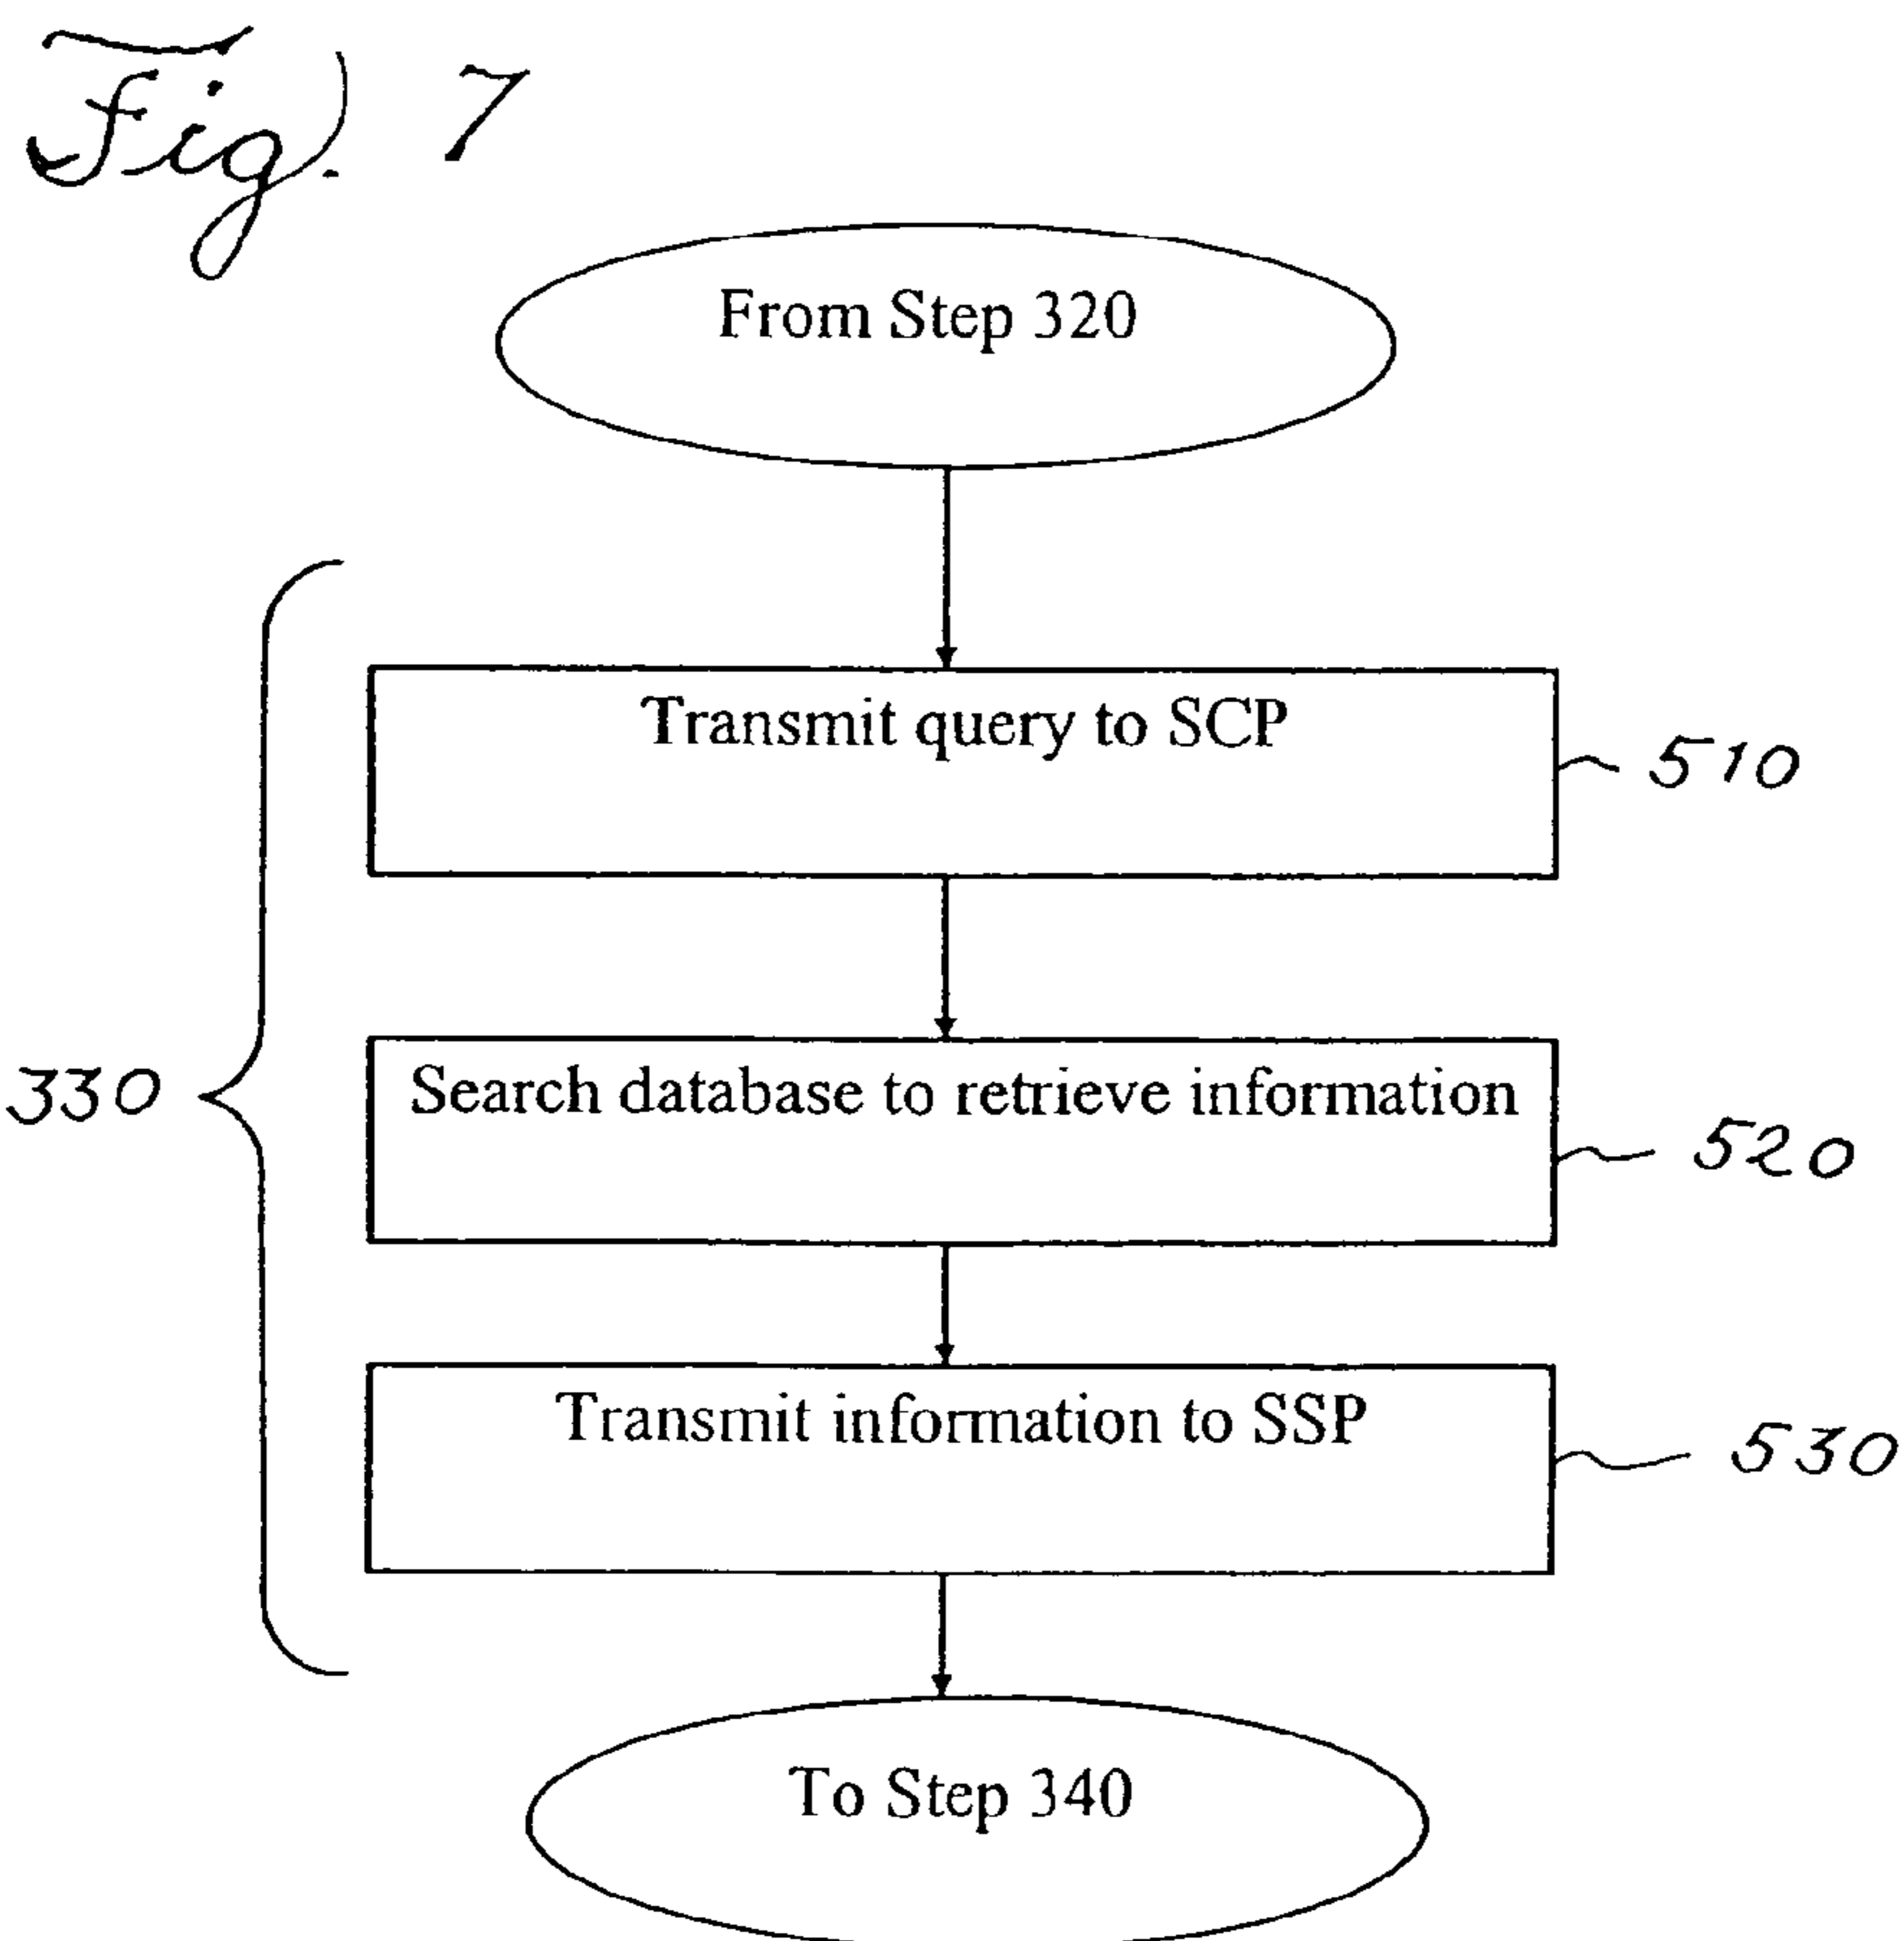 Fig. 7
From Step 320
Transmit query to SCP
510
330
Search database to retrieve information
520
Transmit information to SSP
530
To Step 340